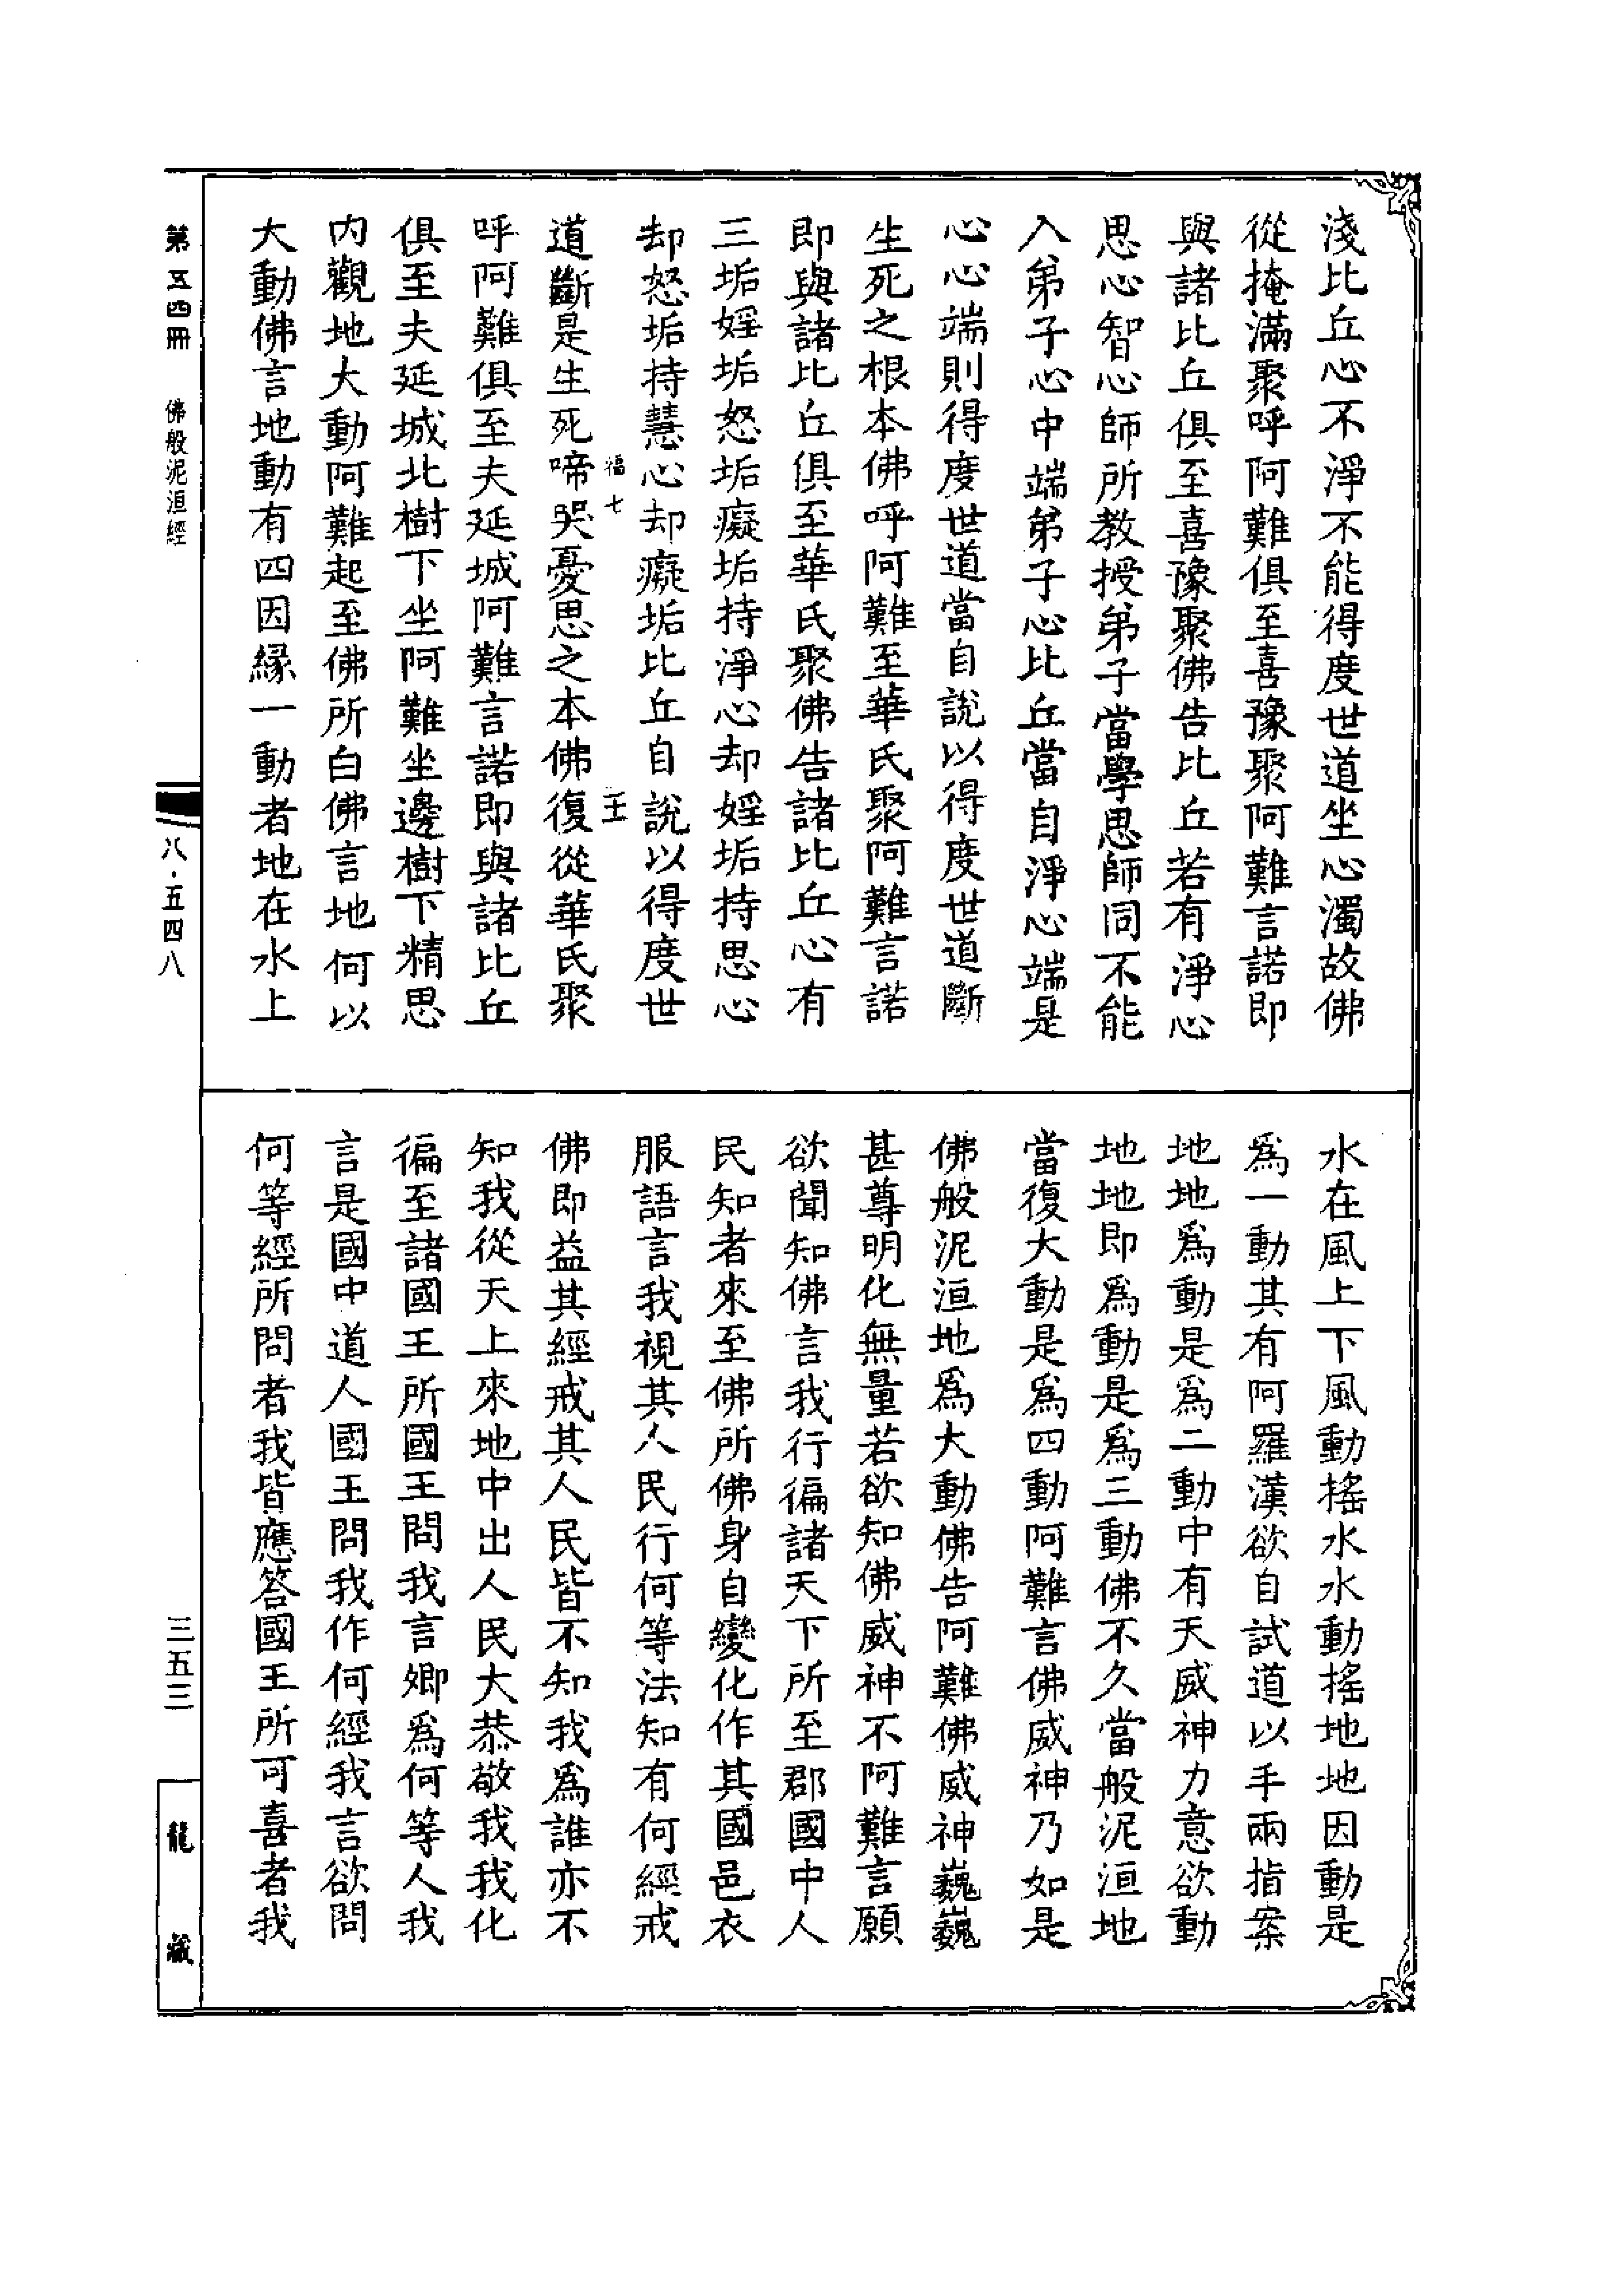 淺比丘心不淨不能得度世道坐心濁故佛
從掩滿聚呼阿難俱至喜豫聚阿難言諾即
與諸比丘俱至喜豫聚佛告比丘若有淨心
思心智心師所教授弟子當學思師同不能
入弟子心中端弟子心比丘當自淨心端是
心心端則得度世道當自說以得度世道斷
生死之根本佛呼阿難至華氏聚阿難言諾
即與諸比丘俱至華氏聚佛告諸比丘心有
三垢婬垢怒垢癡垢持淨心却婬垢持思心
却怒垢持慧心却癡垢比丘自說以得度世
福七
道斷是生死啼哭憂思之本佛復從華氏聚
呼阿難俱至夫延城阿難言諾即與諸比丘
俱至夫延城北樹下坐阿難坐邊樹下精思
內觀地大動阿難起至佛所白佛言地何以
大動佛言地動有四因緣一動者地在水上
水在風上下風動搖水水動搖地地因動是
爲一動其有阿羅漢欲自試道以手兩指案
地地爲動是爲二動中有天威神力意欲動
地地即爲動是爲三動佛不久當般泥洹地
當復大動是爲四動阿難言佛威神乃如是
佛般泥洹地爲大動佛告阿難佛威神巍巍
甚尊明化無量若欲知佛威神不阿難言願
欲聞知佛言我行徧諸天下所至郡國中人
民知者來至佛所佛身自變化作其國邑衣
服語言我視其人民行何等法知有何經戒
佛即益其經戒其人民皆不知我爲誰亦不
知我從天上來地中出人民大恭敬我我化
徧至諸國王所國王問我言卿爲何等人我
言是國中道人國王問我作何經我言欲問
何等經所問者我皆應答國王所可喜者我
第五四冊　佛般泥洹經
八·五四八
三五三
龍藏